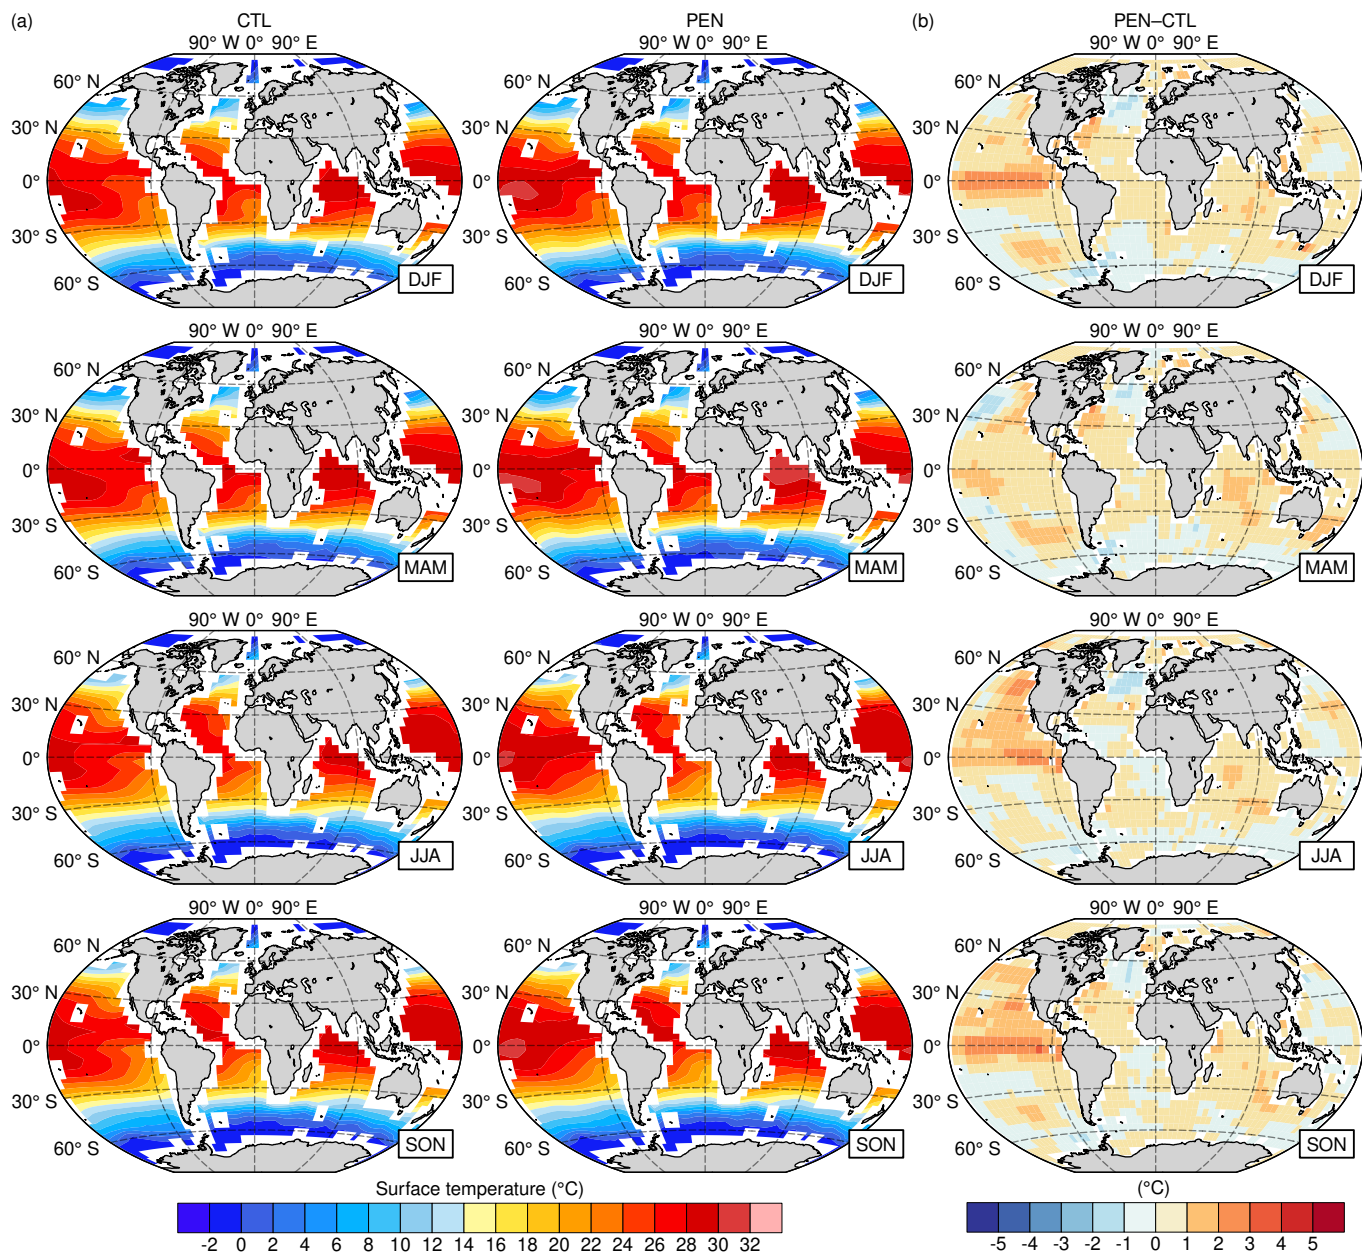 (a) CTL PEN (b) PEN–CTL
90° W 0° 90° E 90° W 0° 90° E 90° W 0° 90° E
60° N 60° N 60° N
30° N 30° N 30° N
0° 0° 0°
30° S 30° S 30° S
60° S 60° S 60° S
DJF DJF DJF
90° W 0° 90° E 90° W 0° 90° E 90° W 0° 90° E
60° N 60° N 60° N
30° N 30° N 30° N
0° 0° 0°
30° S 30° S 30° S
60° S 60° S 60° S
MAM MAM MAM
90° W 0° 90° E 90° W 0° 90° E 90° W 0° 90° E
60° N 60° N 60° N
30° N 30° N 30° N
0° 0° 0°
30° S 30° S 30° S
60° S 60° S 60° S
JJA JJA JJA
90° W 0° 90° E 90° W 0° 90° E 90° W 0° 90° E
60° N 60° N 60° N
30° N 30° N 30° N
0° 0° 0°
30° S 30° S 30° S
60° S 60° S 60° S
SON SON SON
Surface temperature (°C) (°C)
-2 0 2 4 6 8 10 12 14 16 18 20 22 24 26 28 30 32 -5 -4 -3 -2 -1 0 1 2 3 4 5